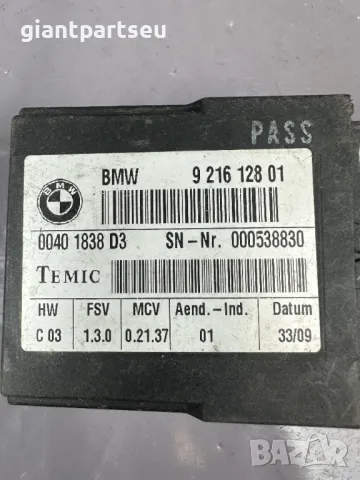 giantpartseu
PASS
BMW
BMW 9 216 128 01
0040 1838 D3 SN-Nr. 000538830
TEMIC
HW FSV MCV Aend.-Ind. Datum
C 03 1.3.0 0.21.37 01 33/09
BAZAR